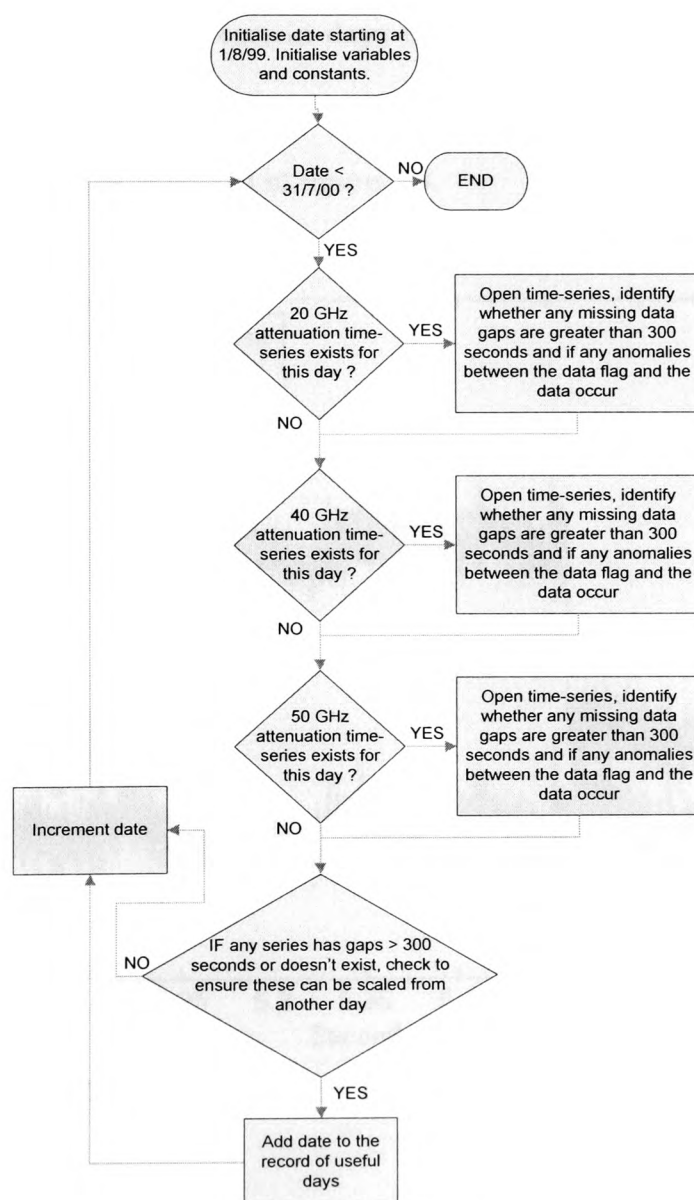 Initialise date starting at
1/8/99. Initialise variables
and constants.
Date <
31/7/00 ?
NO
END
YES
20 GHz
attenuation time-
series exists for
this day ?
YES
Open time-series, identify
whether any missing data
gaps are greater than 300
seconds and if any anomalies
between the data flag and the
data occur
NO
40 GHz
attenuation time-
series exists for
this day ?
YES
Open time-series, identify
whether any missing data
gaps are greater than 300
seconds and if any anomalies
between the data flag and the
data occur
NO
50 GHz
attenuation time-
series exists for
this day ?
YES
Open time-series, identify
whether any missing data
gaps are greater than 300
seconds and if any anomalies
between the data flag and the
data occur
NO
Increment date
IF any series has gaps > 300
seconds or doesn't exist, check to
ensure these can be scaled from
another day
NO
YES
Add date to the
record of useful
days